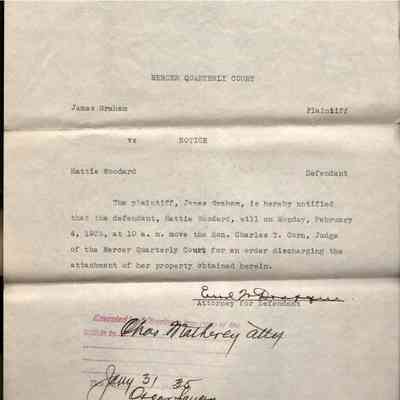 MERCER QUARTERLY COURT
James Graham Plaintiff
vs NOTICE
Mattie Woodard Defendant
The plaintiff, James Graham, is hereby notified
that the defendant, Mattie Woodard, will on Monday, February
4, 1935, at 10 a. m. move the Hon. Charles T. Corn, Judge
of the Mercer Quarterly Court for an order discharging the
attachment of her property obtained herein.
Attorney for Defendant
Executed
Chas Matherly atty
Jany 31 35
Oscar